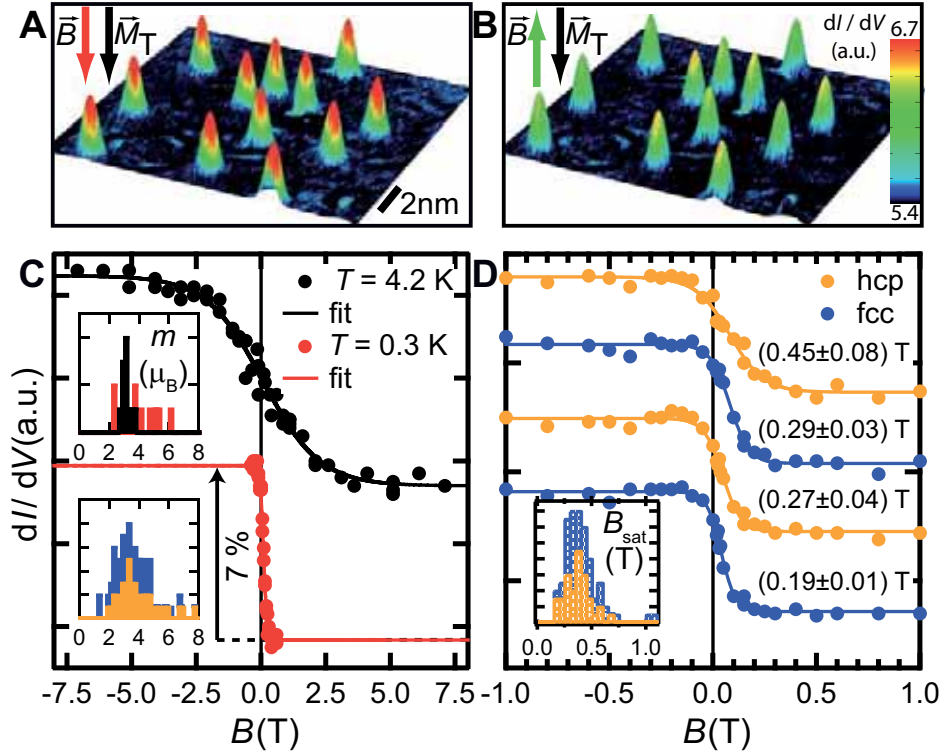 A
B⃗ M⃗T
2nm
B
B⃗ M⃗T
dI / dV
(a.u.)
6.7
5.4
C
T = 4.2 K
fit
T = 0.3 K
fit
m
(μB)
0 2 4 6 8
7 %
0 2 4 6 8
dI/ dV(a.u.)
-7.5 -5.0 -2.5 0.0 2.5 5.0 7.5
B(T)
D
hcp
fcc
(0.45±0.08) T
(0.29±0.03) T
(0.27±0.04) T
(0.19±0.01) T
Bsat
(T)
0.0 0.5 1.0
-1.0 -0.5 0.0 0.5 1.0
B(T)